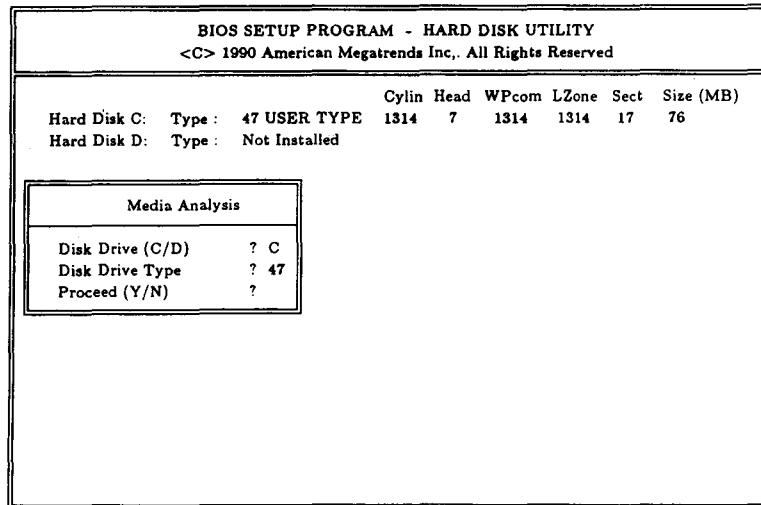 BIOS SETUP PROGRAM - HARD DISK UTILITY
<C> 1990 American Megatrends Inc,. All Rights Reserved
Cylin Head WPcom LZone Sect Size (MB)
Hard Disk C: Type : 47 USER TYPE 1314 7 1314 1314 17 76
Hard Disk D: Type : Not Installed
Media Analysis
Disk Drive (C/D) ? C
Disk Drive Type ? 47
Proceed (Y/N) ?